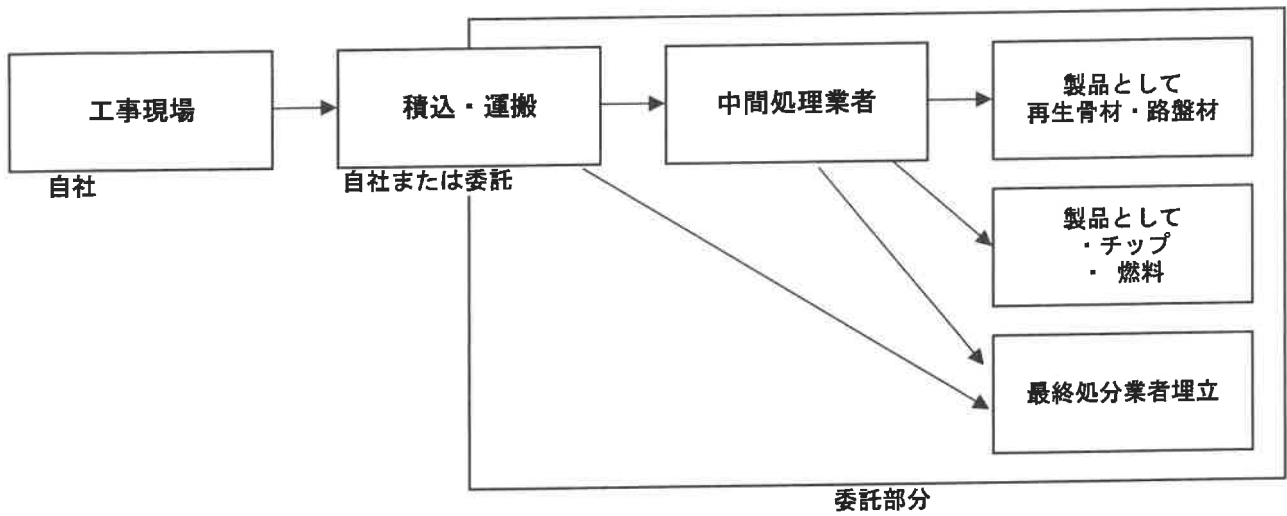 工事現場
自社
積込・運搬
自社または委託
中間処理業者
製品として
再生骨材・路盤材
製品として
・チップ
・ 燃料
最終処分業者埋立
委託部分